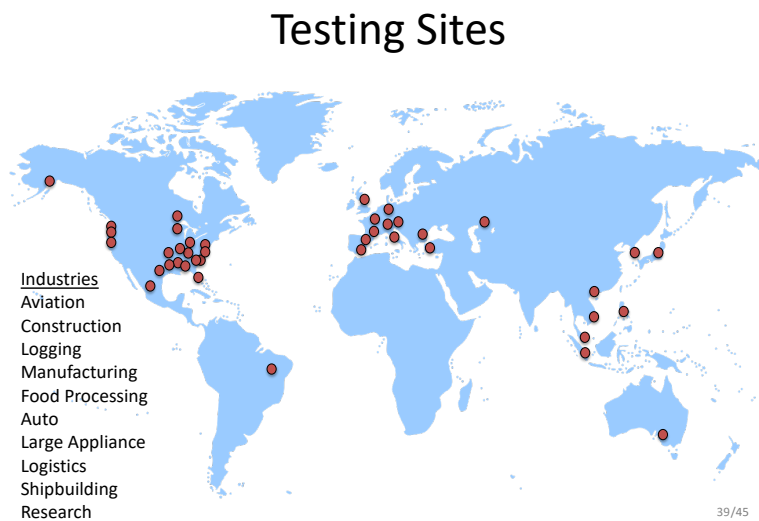 Testing Sites
Industries
Aviation
Construction
Logging
Manufacturing
Food Processing
Auto
Large Appliance
Logistics
Shipbuilding
Research
39/45